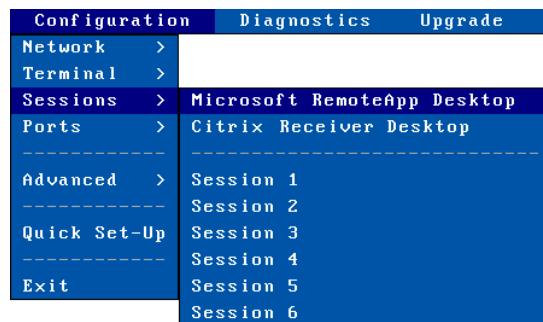 Configuration Diagnostics Upgrade
Network >
Terminal >
Sessions > Microsoft RemoteApp Desktop
Ports > Citrix Receiver Desktop
------------ ----------------------------
Advanced > Session 1
------------ Session 2
Quick Set-Up Session 3
------------ Session 4
Exit Session 5
Session 6